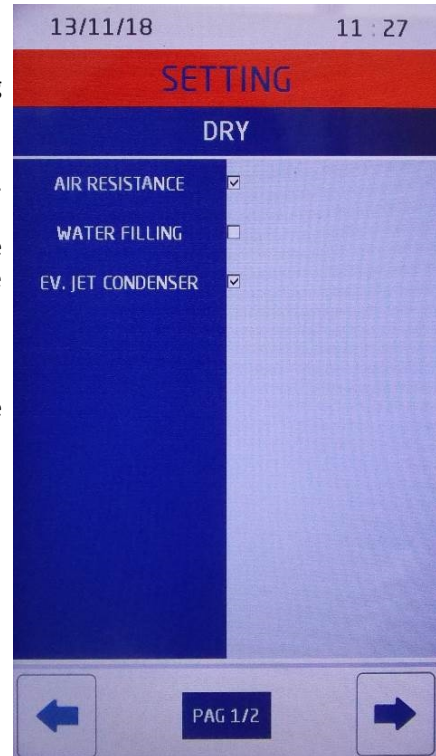 13/11/18 11 : 27
SETTING
DRY
AIR RESISTANCE
WATER FILLING
EV. JET CONDENSER
PAG 1/2